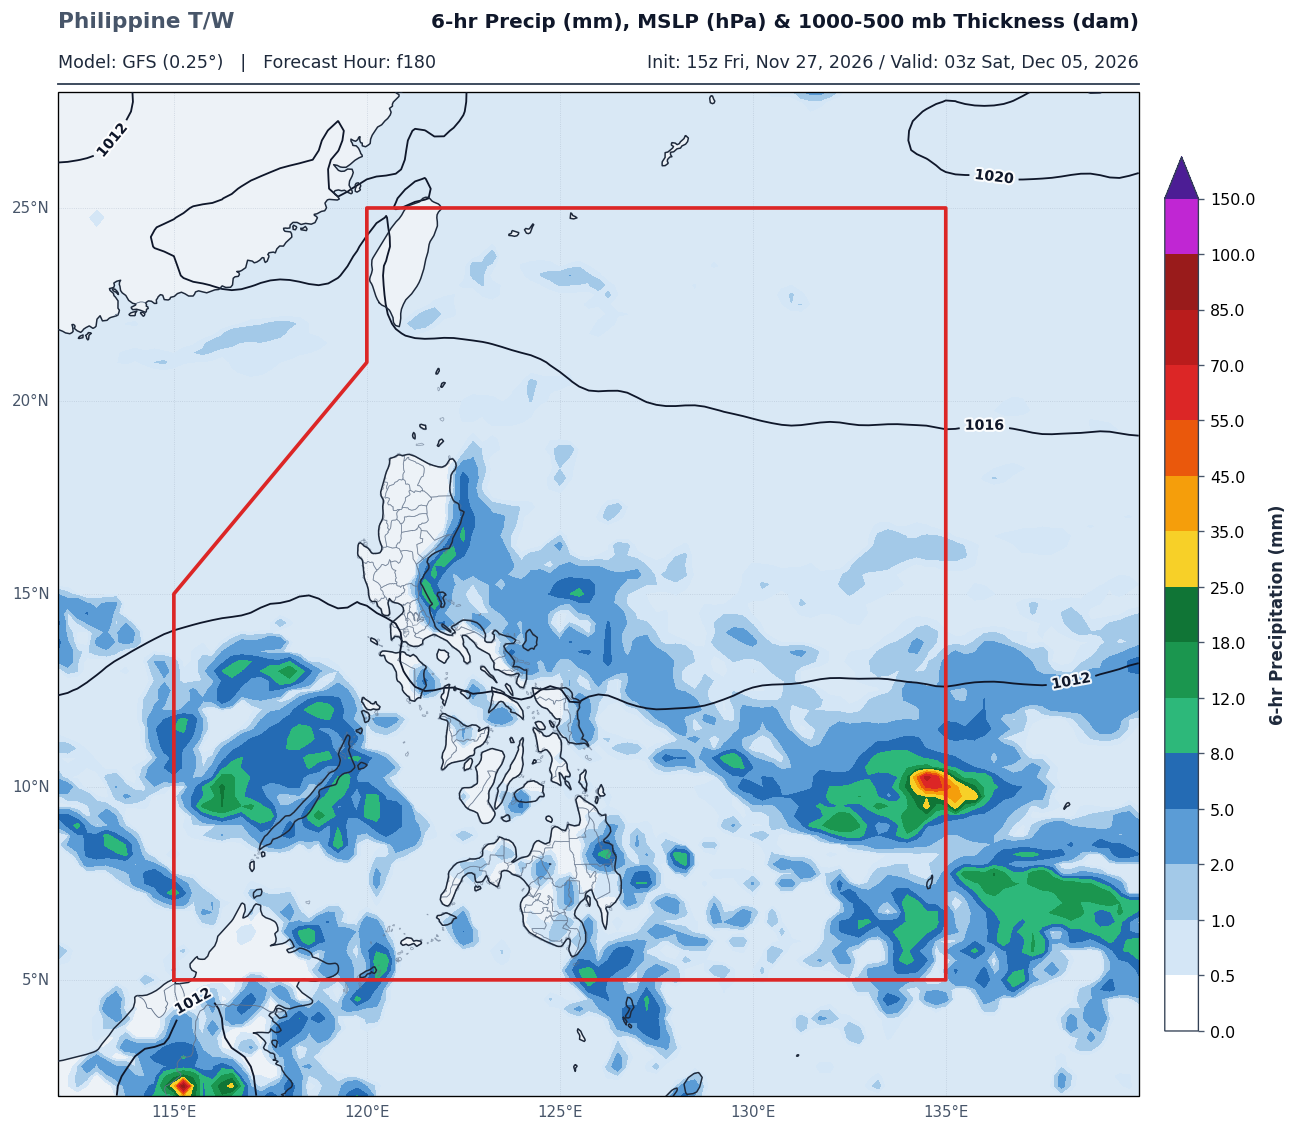 Philippine T/W
6-hr Precip (mm), MSLP (hPa) & 1000-500 mb Thickness (dam)
Model: GFS (0.25°) | Forecast Hour: f180
Init: 15z Fri, Nov 27, 2026 / Valid: 03z Sat, Dec 05, 2026
1012
1020
1016
1012
1012
25°N
20°N
15°N
10°N
5°N
115°E
120°E
125°E
130°E
135°E
150.0
100.0
85.0
70.0
55.0
45.0
35.0
25.0
18.0
12.0
8.0
5.0
2.0
1.0
0.5
0.0
6-hr Precipitation (mm)